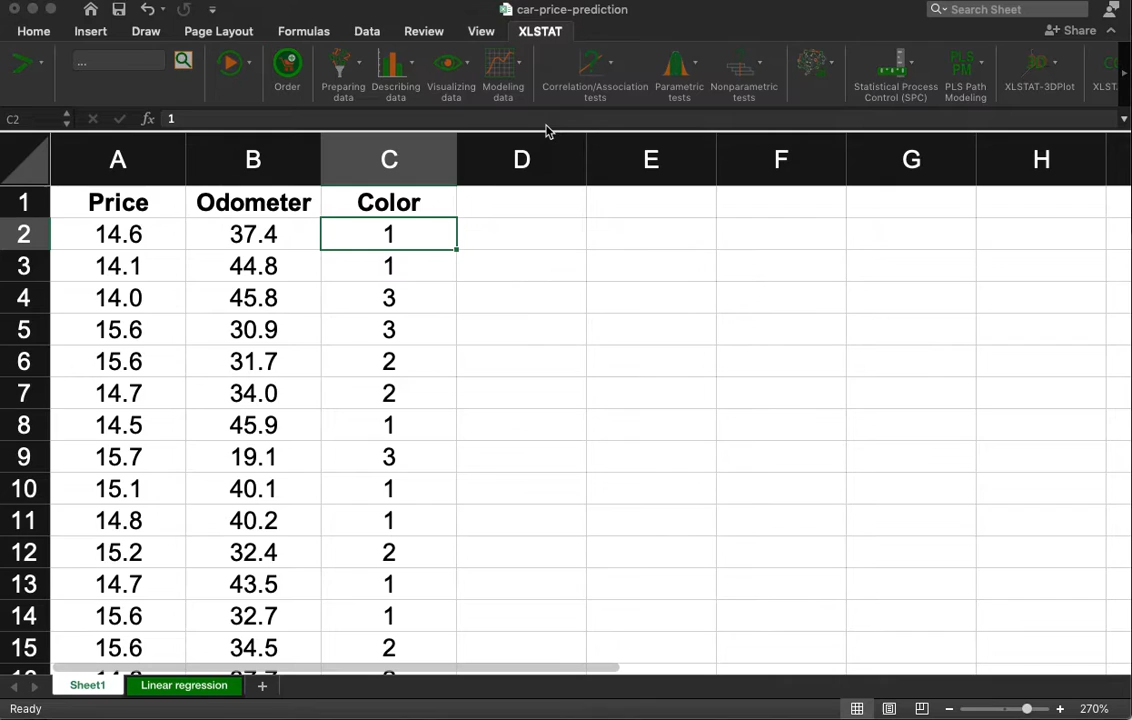 car-price-prediction
Search Sheet
Home Insert Draw Page Layout Formulas Data Review View XLSTAT Share
...
Order Preparing data Describing data Visualizing data Modeling data Correlation/Association tests Parametric tests Nonparametric tests Statistical Process Control (SPC) PLS Path Modeling XLSTAT-3DPlot XLST.
C2 fx 1
A B C D E F G H
1 Price Odometer Color
2 14.6 37.4 1
3 14.1 44.8 1
4 14.0 45.8 3
5 15.6 30.9 3
6 15.6 31.7 2
7 14.7 34.0 2
8 14.5 45.9 1
9 15.7 19.1 3
10 15.1 40.1 1
11 14.8 40.2 1
12 15.2 32.4 2
13 14.7 43.5 1
14 15.6 32.7 1
15 15.6 34.5 2
Sheet1 Linear regression
Ready 270%